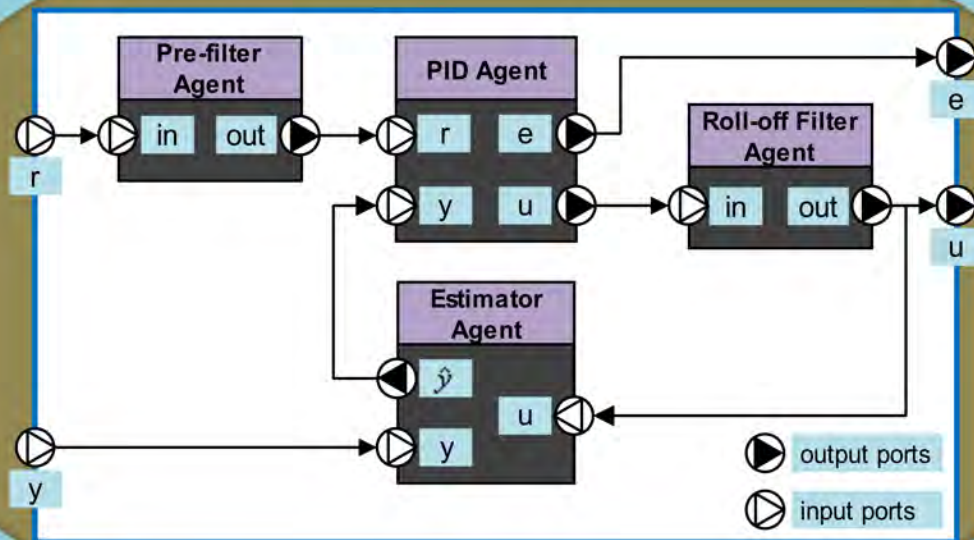 Pre-filter
Agent
in
out
r
PID Agent
r
e
y
u
e
Roll-off Filter
Agent
in
out
u
Estimator
Agent
ŷ
u
y
y
output ports
input ports